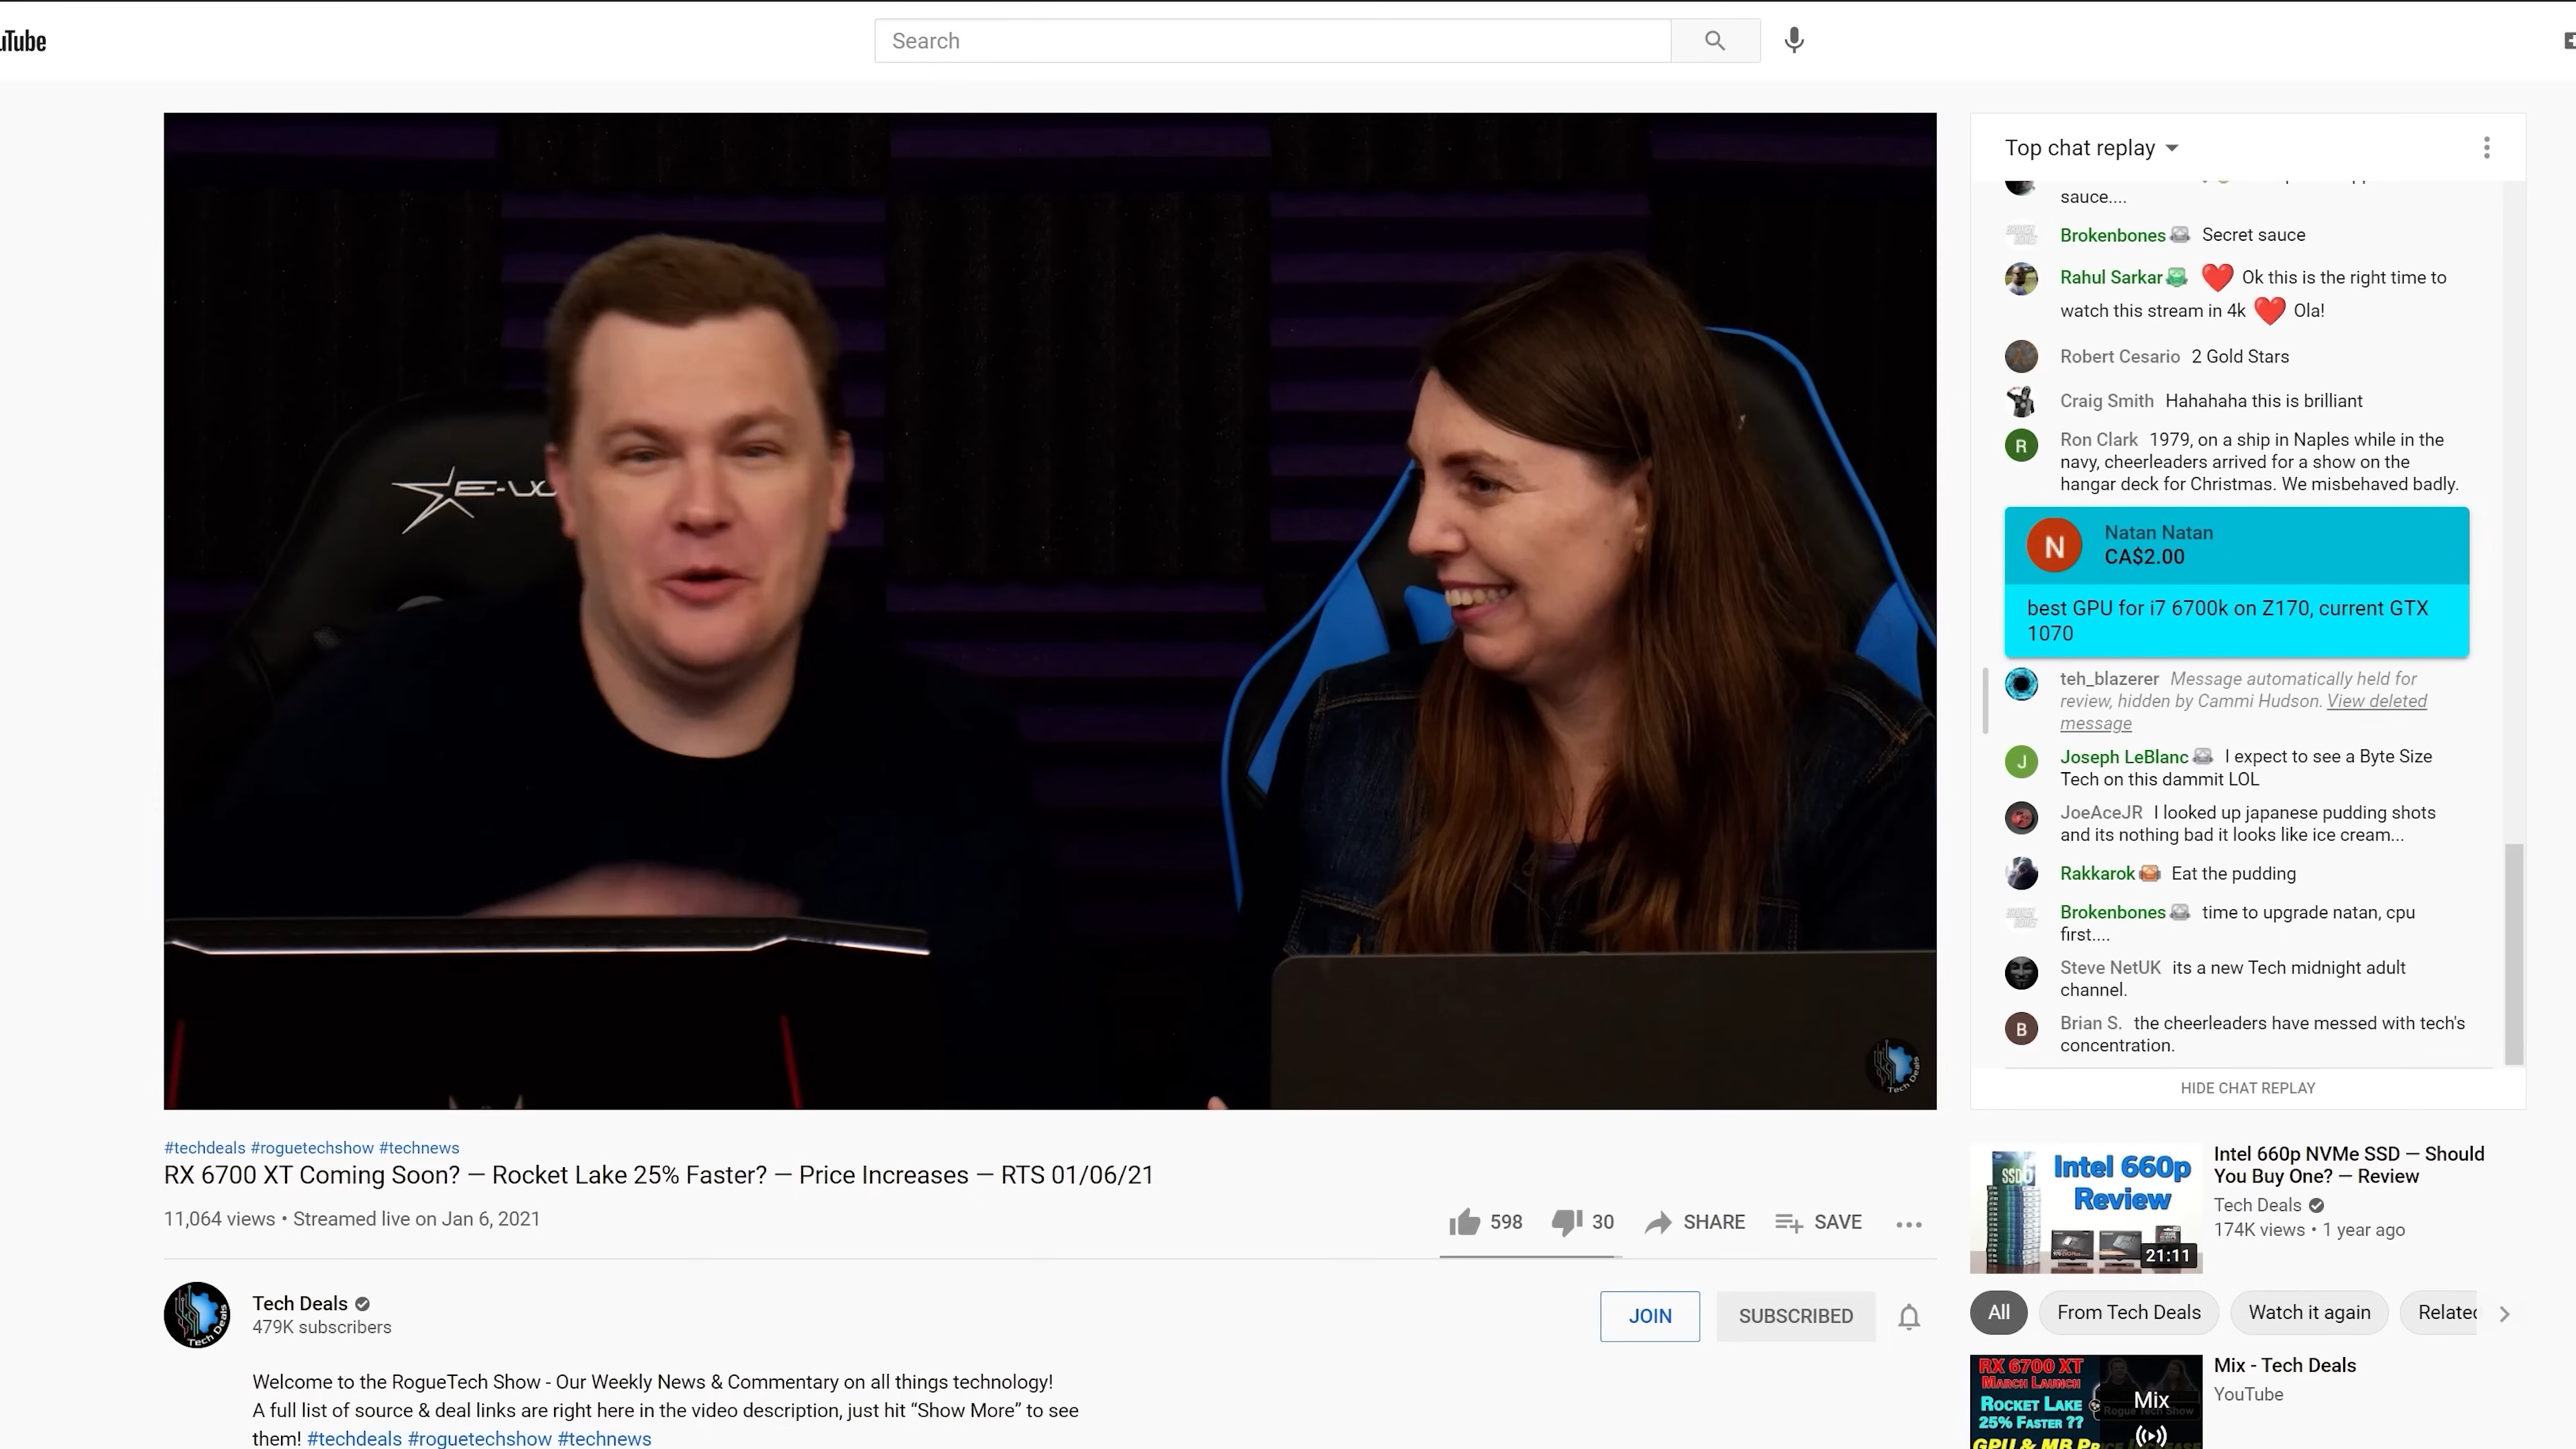 uTube
Search
Top chat replay
sauce....
Brokenbones Secret sauce
Rahul Sarkar ❤️ Ok this is the right time to
watch this stream in 4k ❤️ Ola!
Robert Cesario 2 Gold Stars
Craig Smith Hahahaha this is brilliant
R
Ron Clark 1979, on a ship in Naples while in the
navy, cheerleaders arrived for a show on the
hangar deck for Christmas. We misbehaved badly.
N
Natan Natan
CA$2.00
best GPU for i7 6700k on Z170, current GTX
1070
teh_blazerer Message automatically held for
review, hidden by Cammi Hudson. View deleted
message
J
Joseph LeBlanc I expect to see a Byte Size
Tech on this dammit LOL
JoeAceJR I looked up japanese pudding shots
and its nothing bad it looks like ice cream...
Rakkarok Eat the pudding
Brokenbones time to upgrade natan, cpu
first....
Steve NetUK its a new Tech midnight adult
channel.
B
Brian S. the cheerleaders have messed with tech's
concentration.
HIDE CHAT REPLAY
Tech Deals
#techdeals #roguetechshow #technews
RX 6700 XT Coming Soon? — Rocket Lake 25% Faster? — Price Increases — RTS 01/06/21
11,064 views • Streamed live on Jan 6, 2021
598 30 SHARE SAVE
Tech Deals
Tech Deals
479K subscribers
JOIN SUBSCRIBED
Welcome to the RogueTech Show - Our Weekly News & Commentary on all things technology!
A full list of source & deal links are right here in the video description, just hit “Show More” to see
them! #techdeals #roguetechshow #technews
SSD
Intel 660p
Review
21:11
Intel 660p NVMe SSD — Should
You Buy One? — Review
Tech Deals
174K views • 1 year ago
All From Tech Deals Watch it again Related
RX 6700 XT
March Launch
Rocket Lake
25% Faster ??
GPU & MB
Mix
Rogue Tech Show
Mix - Tech Deals
YouTube